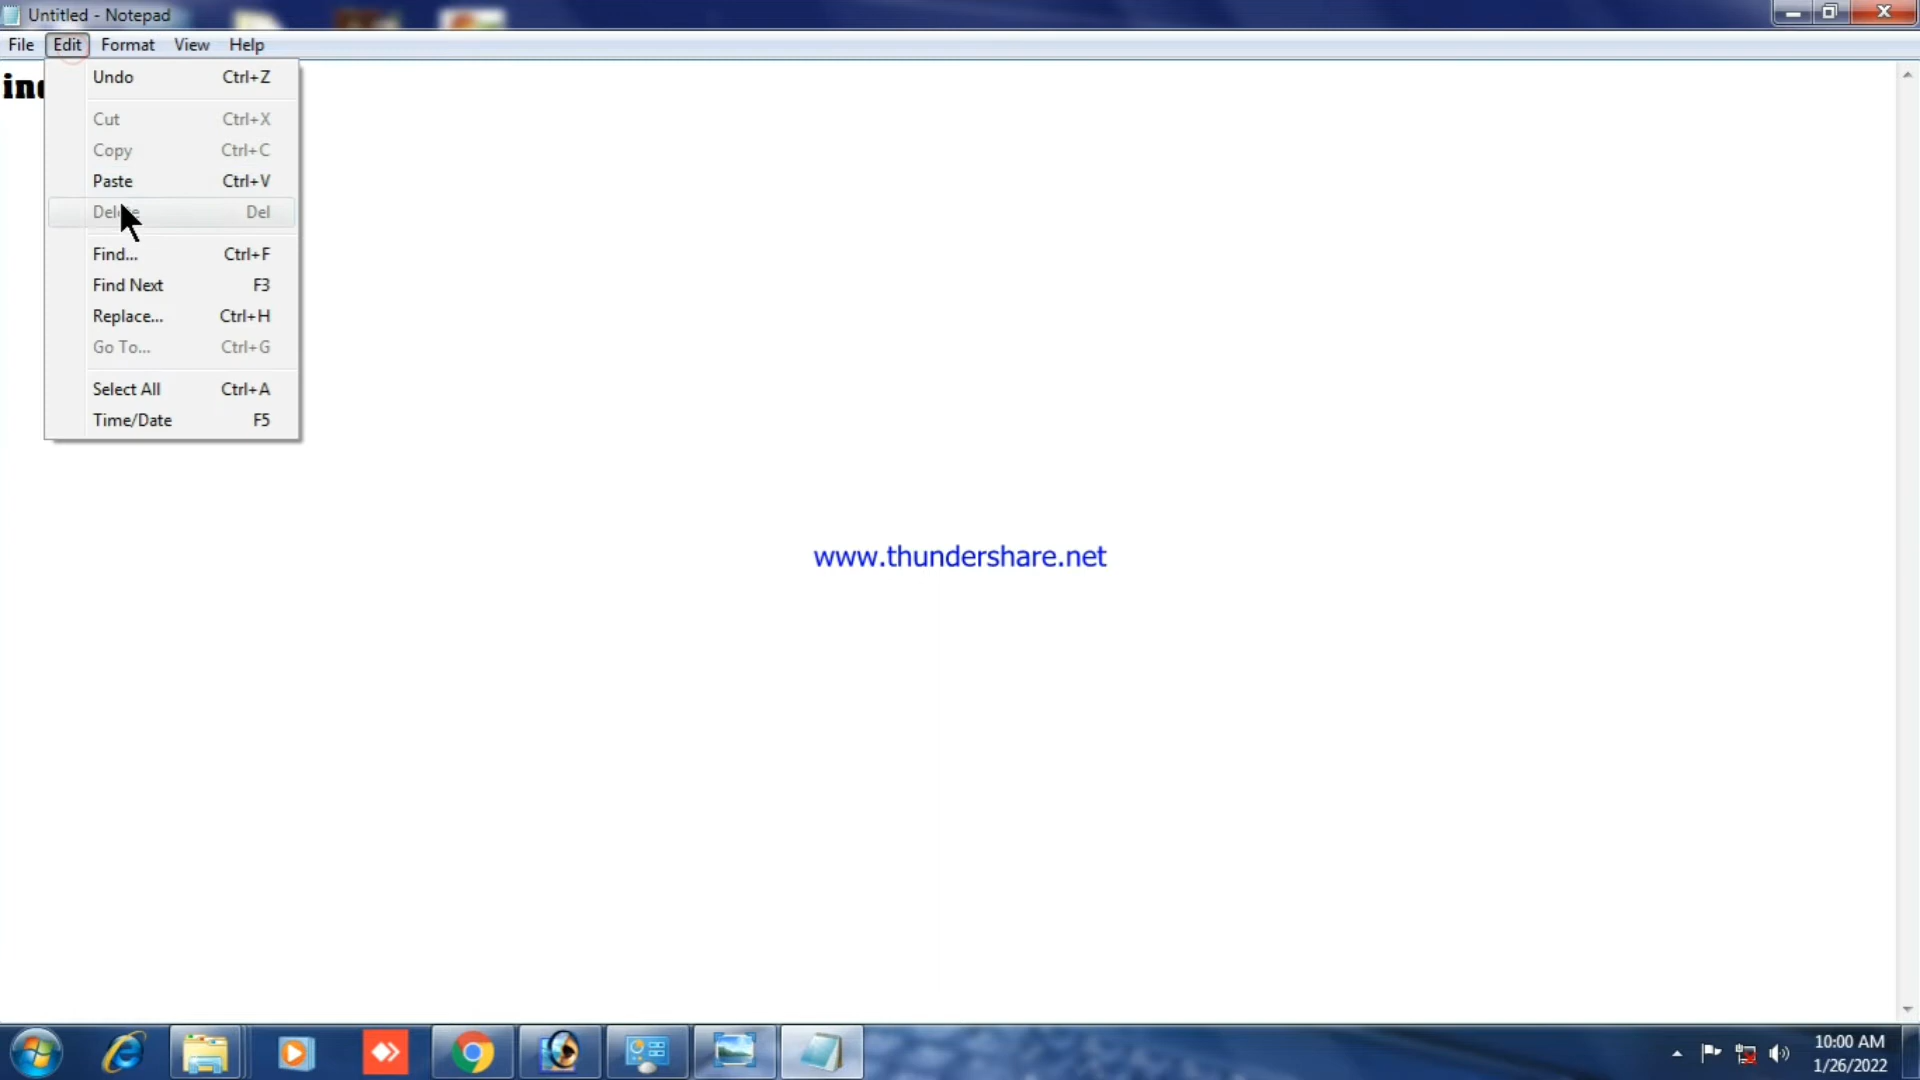 Untitled - Notepad
File Edit Format View Help
Undo Ctrl+Z
Cut Ctrl+X
Copy Ctrl+C
Paste Ctrl+V
Delete Del
Find... Ctrl+F
Find Next F3
Replace... Ctrl+H
Go To... Ctrl+G
Select All Ctrl+A
Time/Date F5
www.thundershare.net
10:00 AM
1/26/2022